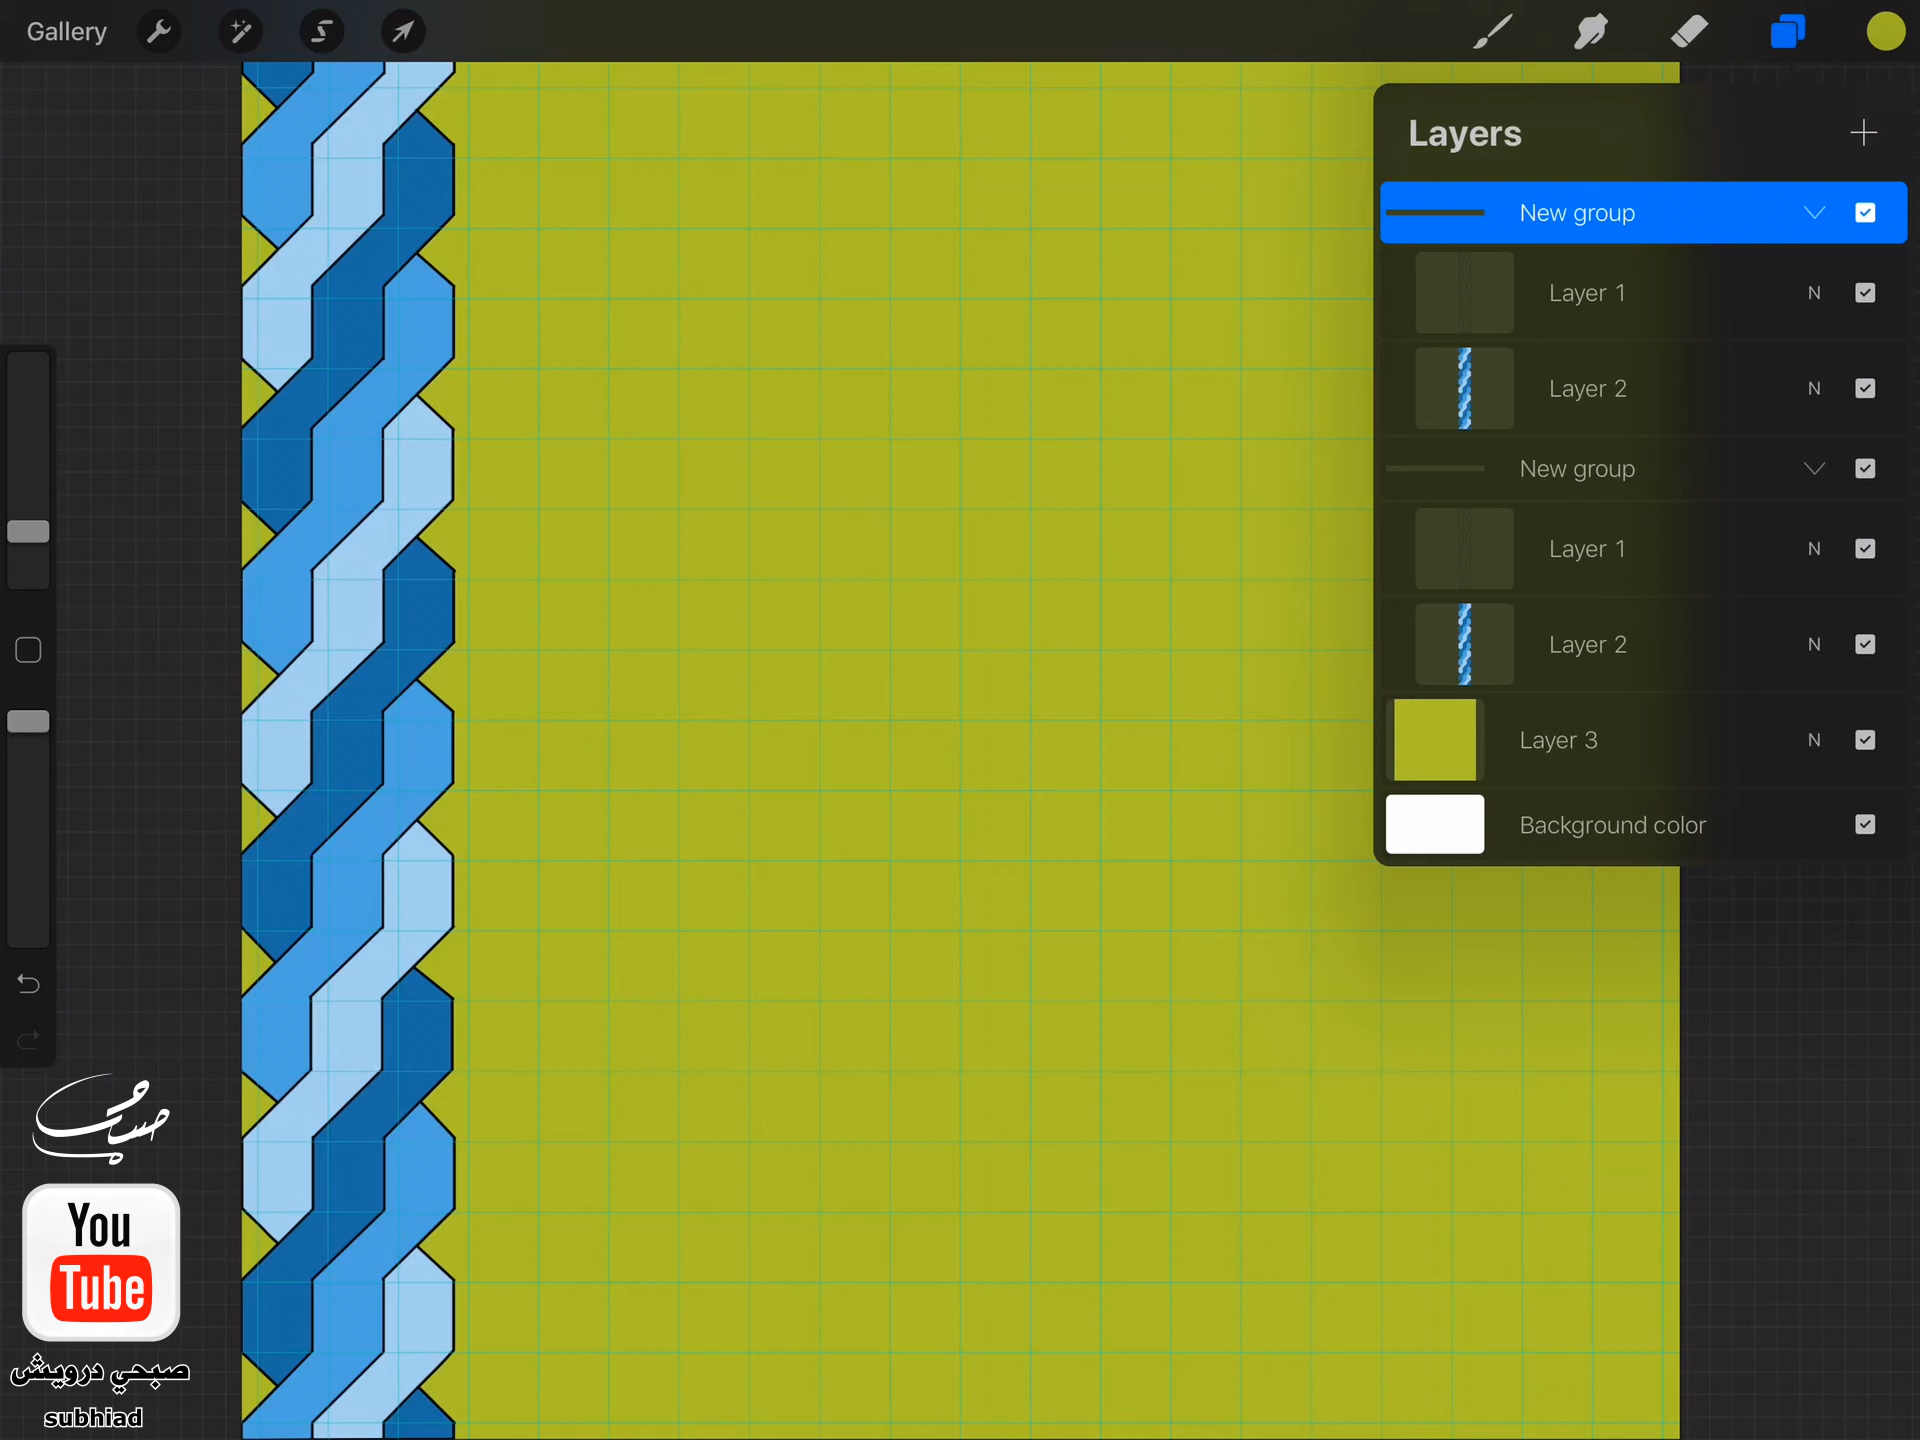 Gallery
Layers
New group
Layer 1
N
Layer 2
N
New group
Layer 1
N
Layer 2
N
Layer 3
N
Background color
You
Tube
صبحي درويش
subhiad